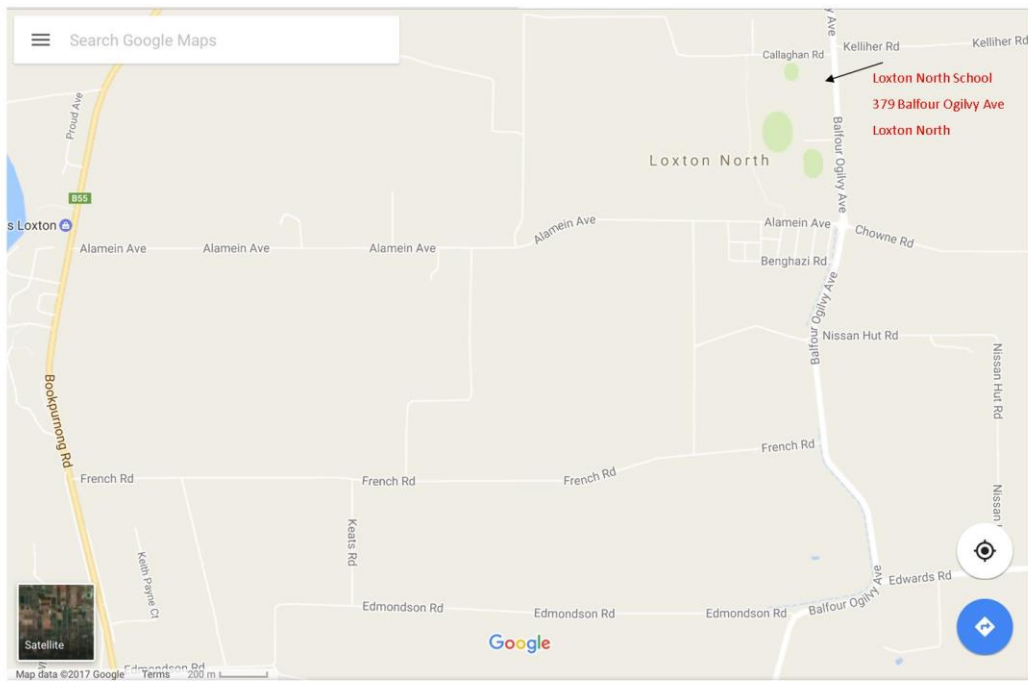 Search Google Maps
y Ave
Callaghan Rd
Kelliher Rd
Kelliher Rd
Loxton North School
379 Balfour Ogilvy Ave
Loxton North
Proud Ave
Balfour Ogilvy Ave
Loxton North
B55
s Loxton
Alamein Ave
Alamein Ave
Alamein Ave
Alamein Ave
Alamein Ave
Chowne Rd
Benghazi Rd
Balfour Ogilvy Ave
Nissan Hut Rd
Nissan Hut Rd
Bookpurnong Rd
French Rd
French Rd
French Rd
French Rd
Nissan
Keats Rd
Keith Payne Ct
Edwards Rd
Edmondson Rd
Edmondson Rd
Edmondson Rd
Balfour Ogilvy Ave
Satellite
Google
Edmondson Rd
Map data ©2017 Google Terms 200 m